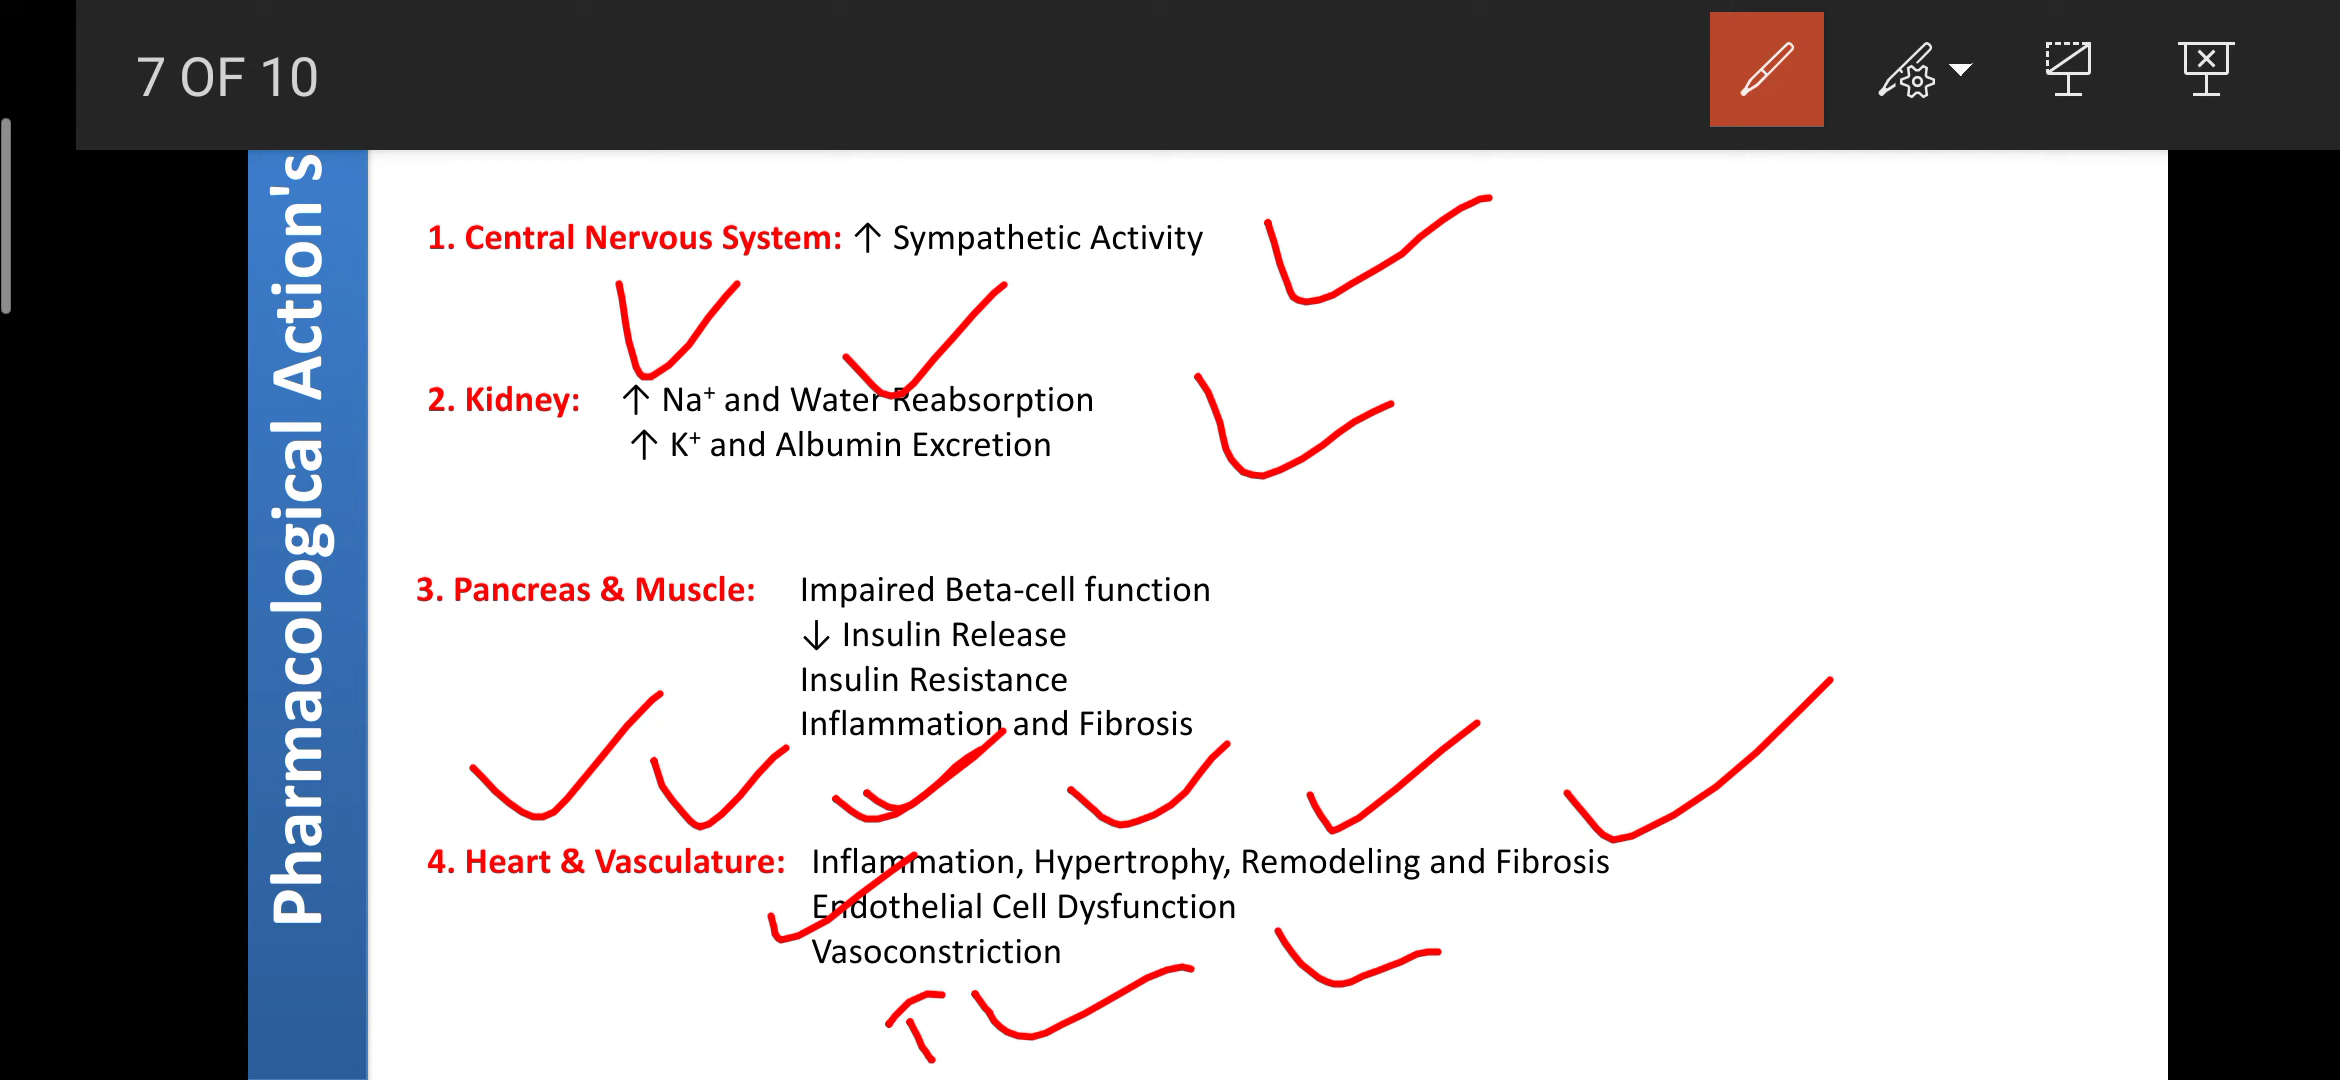 7 OF 10
Pharmacological Action's
1. Central Nervous System: ↑ Sympathetic Activity
2. Kidney: ↑ Na⁺ and Water Reabsorption
↑ K⁺ and Albumin Excretion
3. Pancreas & Muscle: Impaired Beta-cell function
↓ Insulin Release
Insulin Resistance
Inflammation and Fibrosis
4. Heart & Vasculature: Inflammation, Hypertrophy, Remodeling and Fibrosis
Endothelial Cell Dysfunction
Vasoconstriction